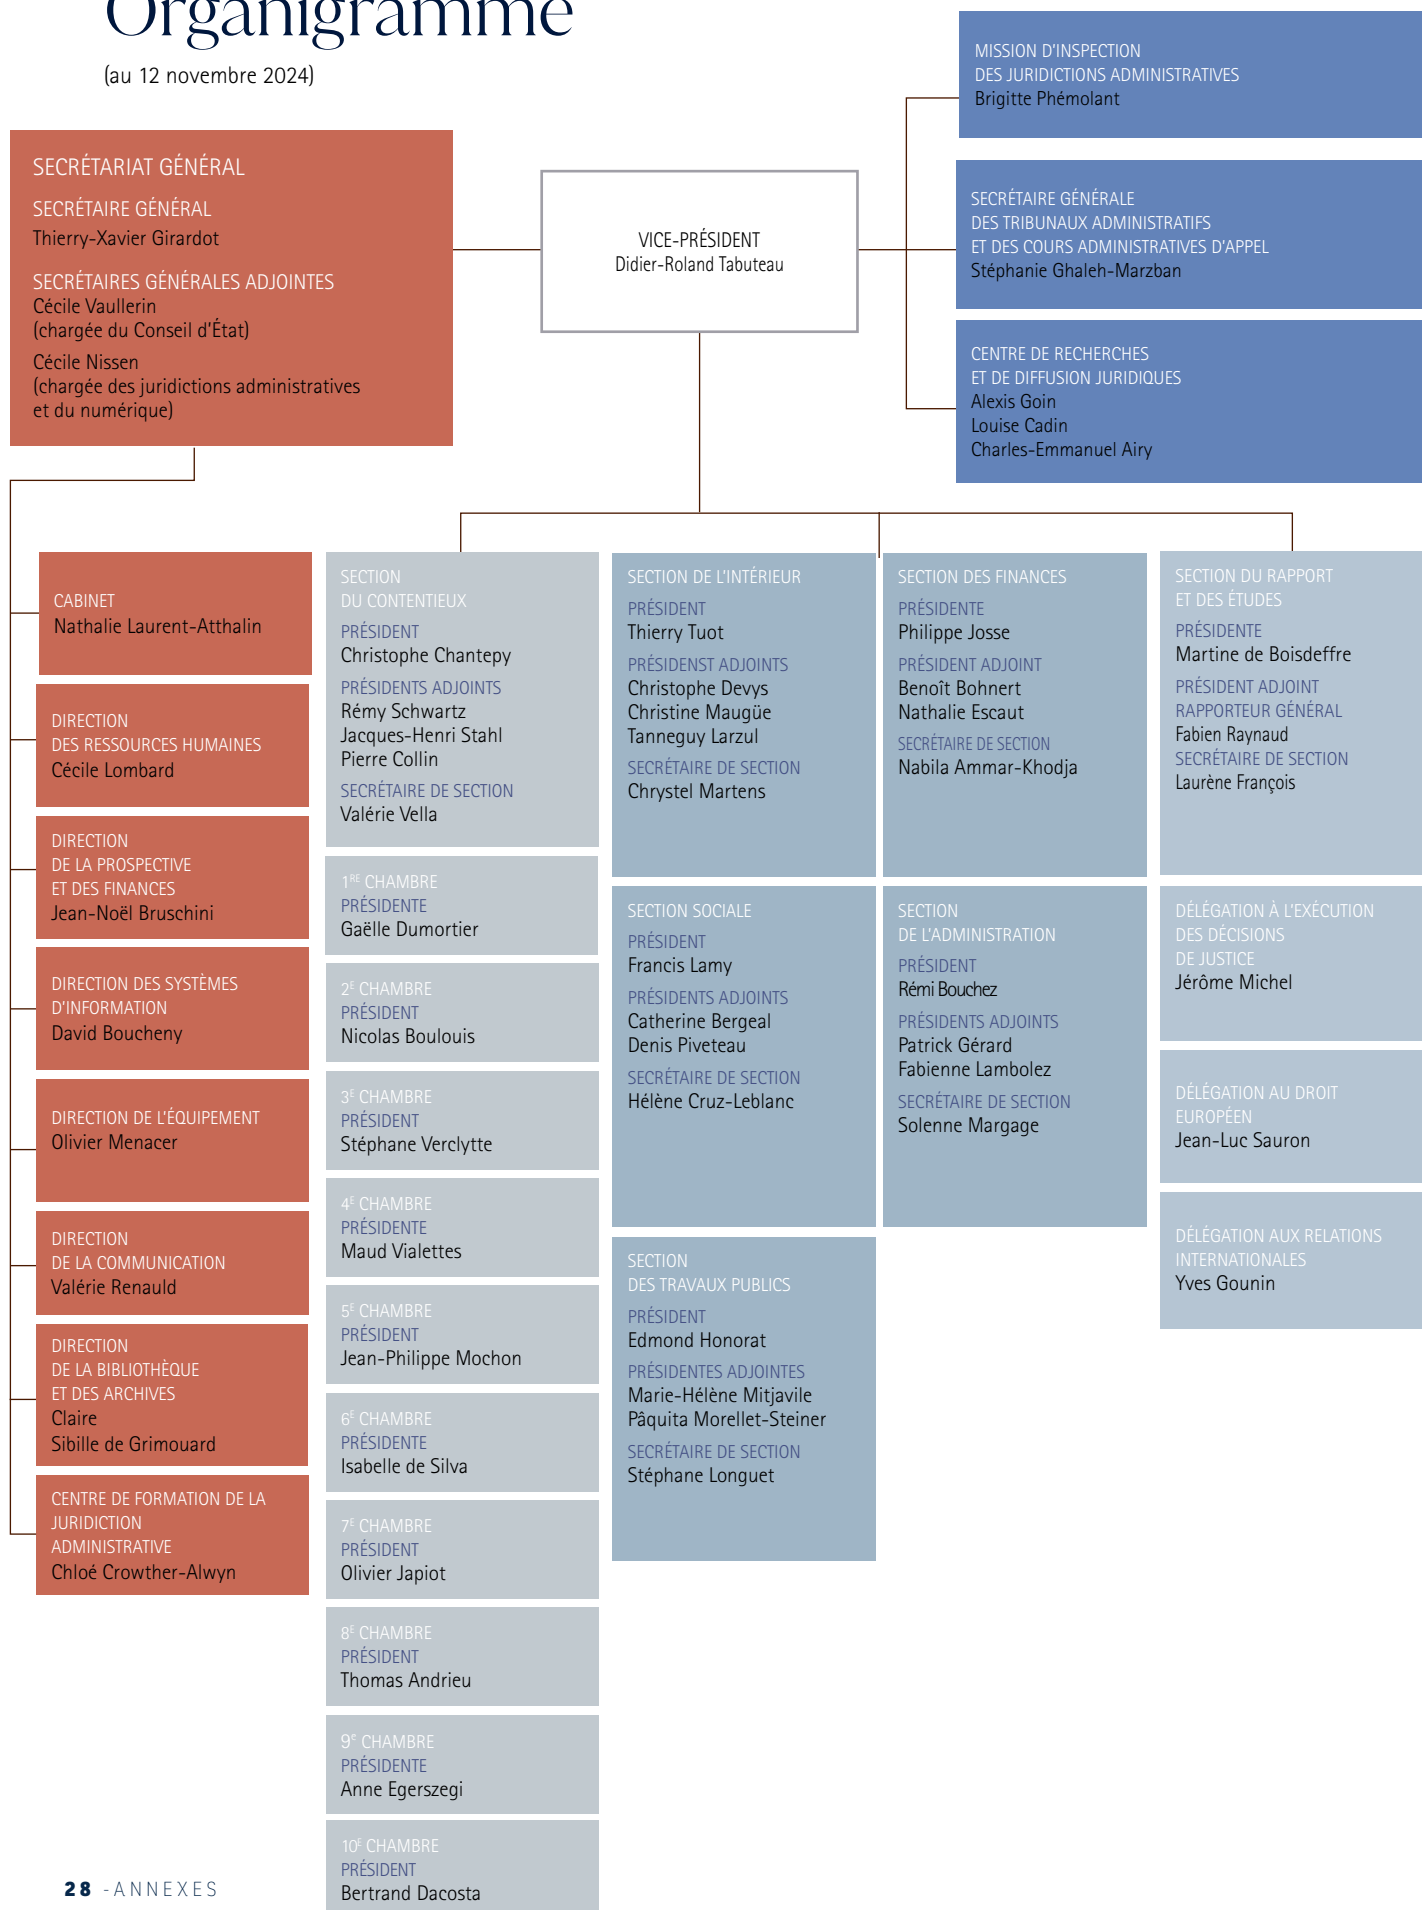 Organigramme
(au 12 novembre 2024)
SECRÉTARIAT GÉNÉRAL
SECRÉTAIRE GÉNÉRAL
Thierry-Xavier Girardot
SECRÉTAIRES GÉNÉRALES ADJOINTES
Cécile Vaullerin
(chargée du Conseil d'État)
Cécile Nissen
(chargée des juridictions administratives
et du numérique)
VICE-PRÉSIDENT
Didier-Roland Tabuteau
MISSION D'INSPECTION
DES JURIDICTIONS ADMINISTRATIVES
Brigitte Phémolant
SECRÉTAIRE GÉNÉRALE
DES TRIBUNAUX ADMINISTRATIFS
ET DES COURS ADMINISTRATIVES D'APPEL
Stéphanie Ghaleh-Marzban
CENTRE DE RECHERCHES
ET DE DIFFUSION JURIDIQUES
Alexis Goin
Louise Cadin
Charles-Emmanuel Airy
CABINET
Nathalie Laurent-Atthalin
DIRECTION
DES RESSOURCES HUMAINES
Cécile Lombard
DIRECTION
DE LA PROSPECTIVE
ET DES FINANCES
Jean-Noël Bruschini
DIRECTION DES SYSTÈMES
D'INFORMATION
David Boucheny
DIRECTION DE L'ÉQUIPEMENT
Olivier Menacer
DIRECTION
DE LA COMMUNICATION
Valérie Renauld
DIRECTION
DE LA BIBLIOTHÈQUE
ET DES ARCHIVES
Claire
Sibille de Grimouard
CENTRE DE FORMATION DE LA
JURIDICTION
ADMINISTRATIVE
Chloé Crowther-Alwyn
SECTION
DU CONTENTIEUX
PRÉSIDENT
Christophe Chantepy
PRÉSIDENTS ADJOINTS
Rémy Schwartz
Jacques-Henri Stahl
Pierre Collin
SECRÉTAIRE DE SECTION
Valérie Vella
1RE CHAMBRE
PRÉSIDENTE
Gaëlle Dumortier
2E CHAMBRE
PRÉSIDENT
Nicolas Boulouis
3E CHAMBRE
PRÉSIDENT
Stéphane Verclytte
4E CHAMBRE
PRÉSIDENTE
Maud Vialettes
5E CHAMBRE
PRÉSIDENT
Jean-Philippe Mochon
6E CHAMBRE
PRÉSIDENTE
Isabelle de Silva
7E CHAMBRE
PRÉSIDENT
Olivier Japiot
8E CHAMBRE
PRÉSIDENT
Thomas Andrieu
9e CHAMBRE
PRÉSIDENTE
Anne Egerszegi
10E CHAMBRE
PRÉSIDENT
Bertrand Dacosta
SECTION DE L'INTÉRIEUR
PRÉSIDENT
Thierry Tuot
PRÉSIDENST ADJOINTS
Christophe Devys
Christine Maugüe
Tanneguy Larzul
SECRÉTAIRE DE SECTION
Chrystel Martens
SECTION SOCIALE
PRÉSIDENT
Francis Lamy
PRÉSIDENTS ADJOINTS
Catherine Bergeal
Denis Piveteau
SECRÉTAIRE DE SECTION
Hélène Cruz-Leblanc
SECTION
DES TRAVAUX PUBLICS
PRÉSIDENT
Edmond Honorat
PRÉSIDENTES ADJOINTES
Marie-Hélène Mitjavile
Pâquita Morellet-Steiner
SECRÉTAIRE DE SECTION
Stéphane Longuet
SECTION DES FINANCES
PRÉSIDENTE
Philippe Josse
PRÉSIDENT ADJOINT
Benoît Bohnert
Nathalie Escaut
SECRÉTAIRE DE SECTION
Nabila Ammar-Khodja
SECTION
DE L'ADMINISTRATION
PRÉSIDENT
Rémi Bouchez
PRÉSIDENTS ADJOINTS
Patrick Gérard
Fabienne Lambolez
SECRÉTAIRE DE SECTION
Solenne Margage
SECTION DU RAPPORT
ET DES ÉTUDES
PRÉSIDENTE
Martine de Boisdeffre
PRÉSIDENT ADJOINT
RAPPORTEUR GÉNÉRAL
Fabien Raynaud
SECRÉTAIRE DE SECTION
Laurène François
DÉLÉGATION À L'EXÉCUTION
DES DÉCISIONS
DE JUSTICE
Jérôme Michel
DÉLÉGATION AU DROIT
EUROPÉEN
Jean-Luc Sauron
DÉLÉGATION AUX RELATIONS
INTERNATIONALES
Yves Gounin
28 -ANNEXES